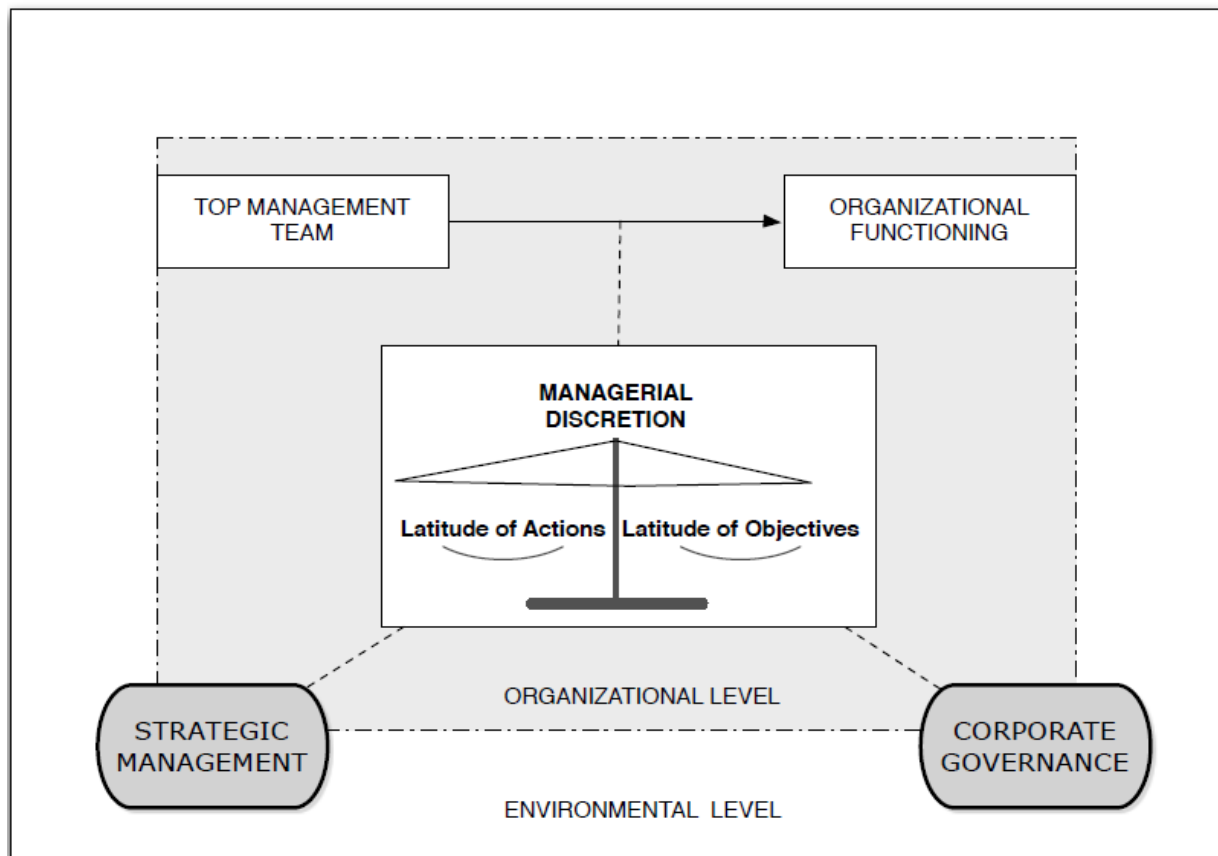 TOP MANAGEMENT
TEAM
ORGANIZATIONAL
FUNCTIONING
MANAGERIAL
DISCRETION
Latitude of Actions
Latitude of Objectives
ORGANIZATIONAL LEVEL
STRATEGIC
MANAGEMENT
CORPORATE
GOVERNANCE
ENVIRONMENTAL LEVEL